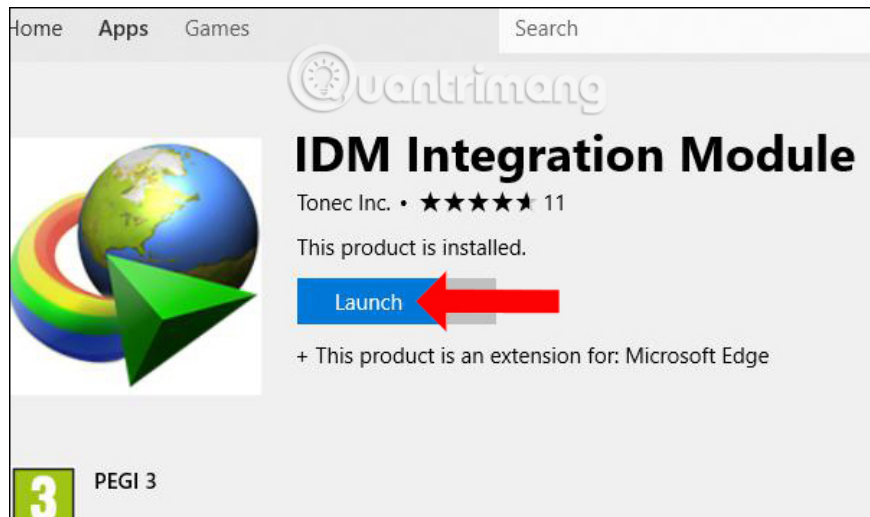 Home Apps Games Search
Quantrimang
IDM Integration Module
Tonec Inc. • ★★★★★ 11
This product is installed.
Launch
+ This product is an extension for: Microsoft Edge
3 PEGI 3